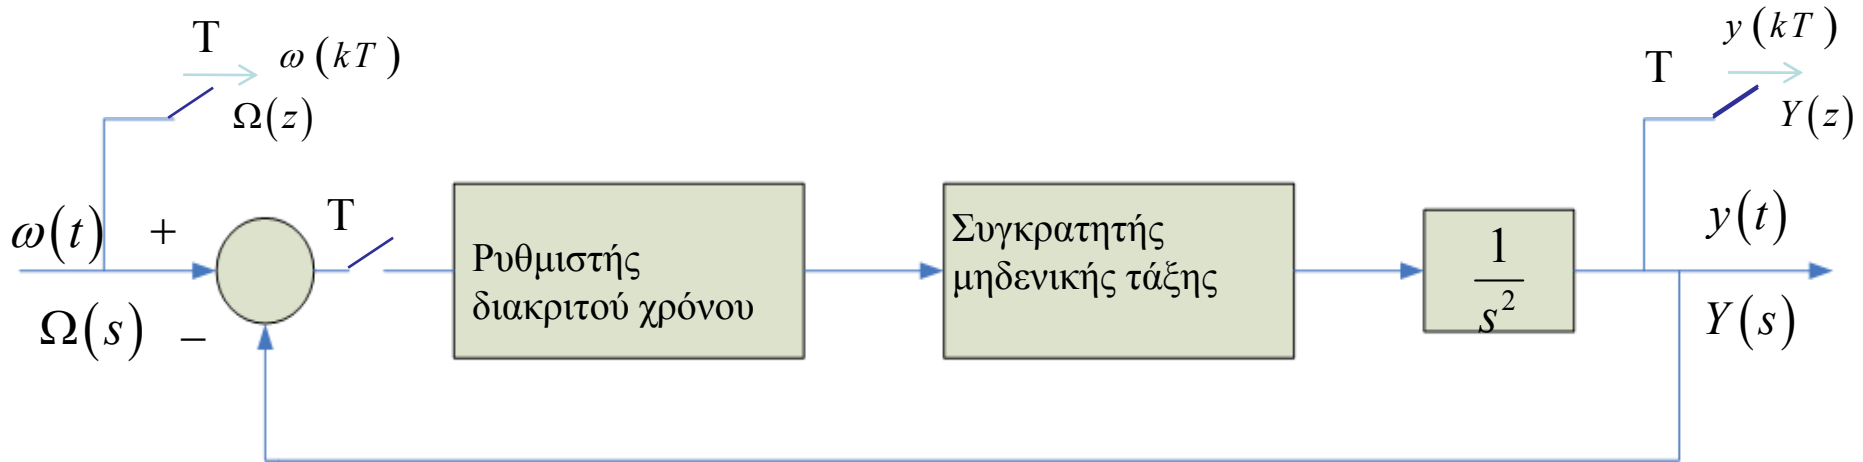 T
ω (kT)
Ω(z)
y (kT)
T
Y(z)
ω(t)
+
T
Ρυθμιστής
διακριτού χρόνου
Συγκρατητής
μηδενικής τάξης
1
s²
y(t)
Ω(s)
−
Y(s)